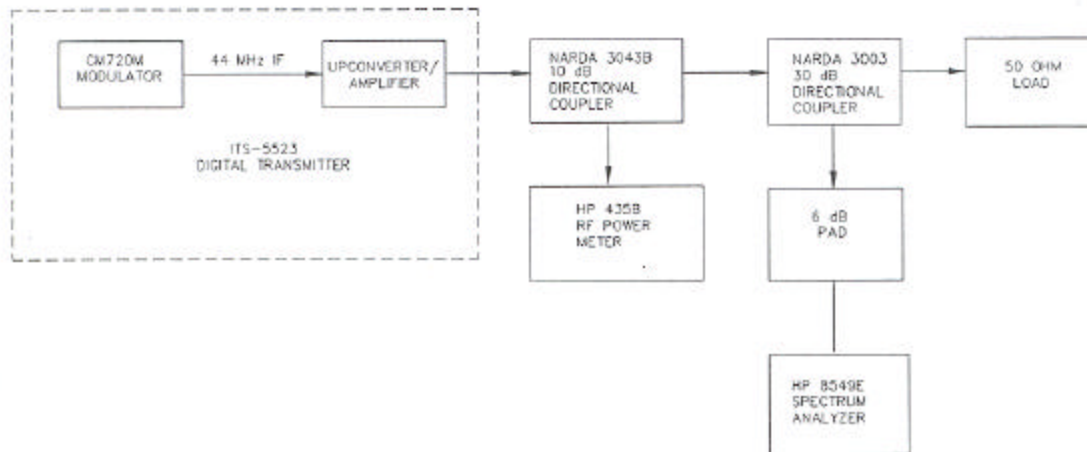 CM720M
MODULATOR
44 MHz IF
UPCONVERTER/
AMPLIFIER
ITS-5523
DIGITAL TRANSMITTER
NARDA 3043B
10 dB
DIRECTIONAL
COUPLER
NARDA 3003
30 dB
DIRECTIONAL
COUPLER
50 OHM
LOAD
HP 435B
RF POWER
METER
6 dB
PAD
HP 8549E
SPECTRUM
ANALYZER